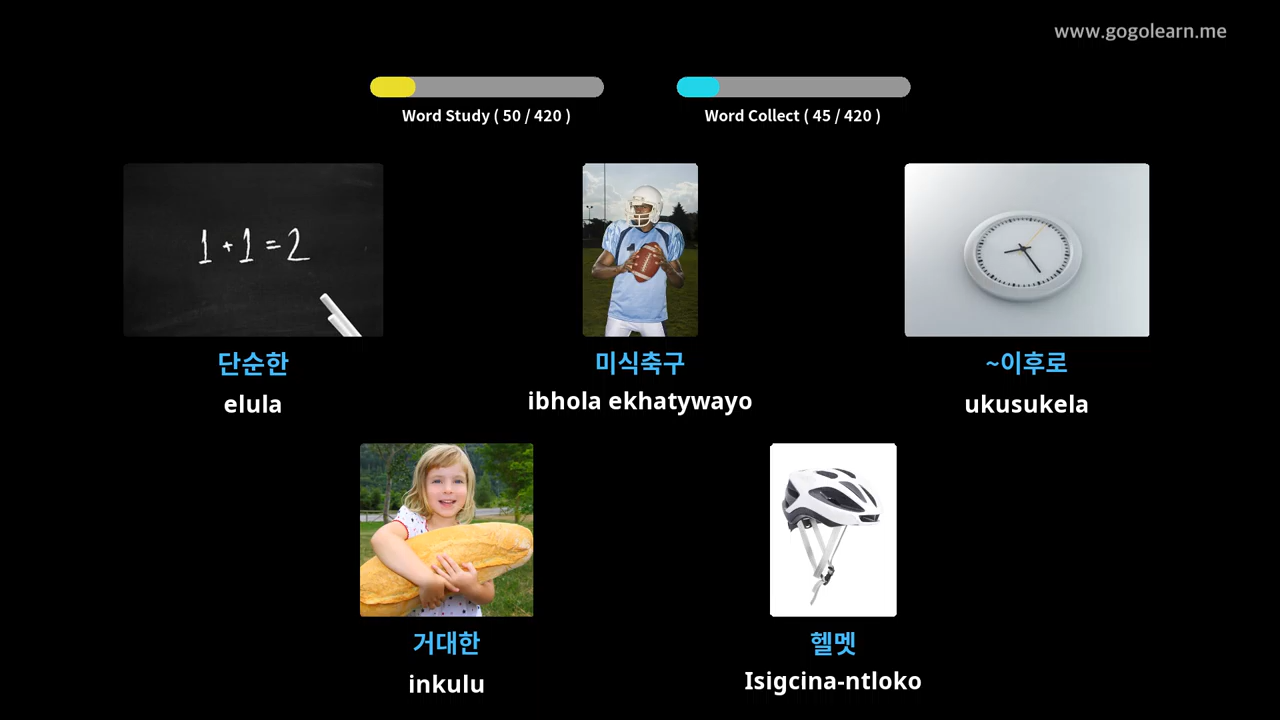 www.gogolearn.me
Word Study ( 50 / 420 )
Word Collect ( 45 / 420 )
1 + 1 = 2
단순한
elula
미식축구
ibhola ekhatywayo
~이후로
ukusukela
거대한
inkulu
헬멧
Isigcina-ntloko